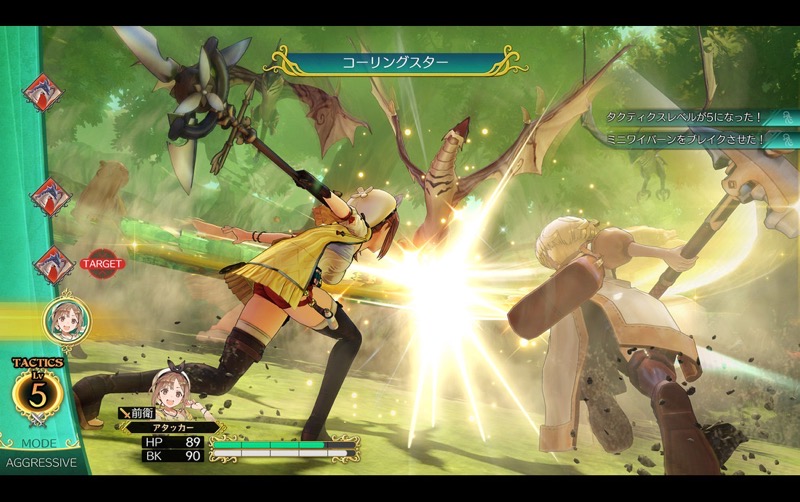 コーリングスター
タクティクスレベルが5になった！
ミニワイバーンをブレイクさせた！
TARGET
TACTICS
Lv
5
MODE
AGGRESSIVE
前衛
アタッカー
HP 89
BK 90